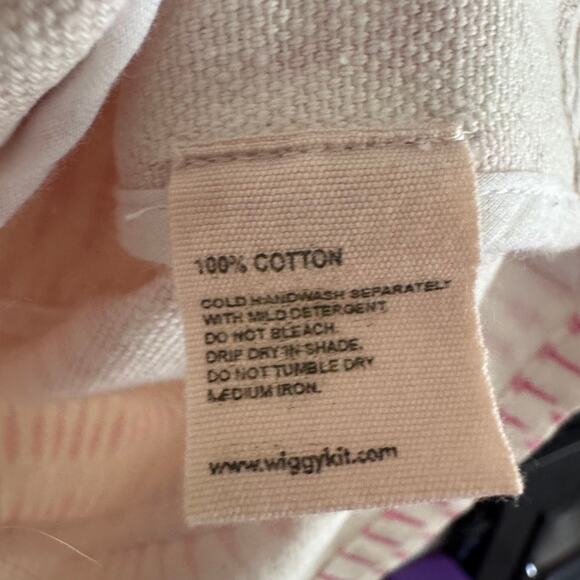 100% COTTON
COLD HANDWASH SEPARATELY
WITH MILD DETERGENT
DO NOT BLEACH.
DRIP DRY IN SHADE.
DO NOT TUMBLE DRY
MEDIUM IRON.
www.wiggykit.com